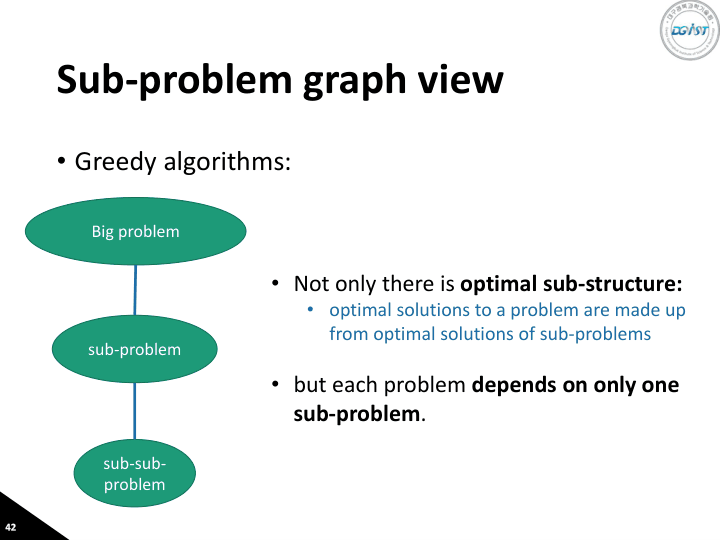 DGIST
Sub-problem graph view
• Greedy algorithms:
Big problem
sub-problem
sub-sub-
problem
• Not only there is optimal sub-structure:
• optimal solutions to a problem are made up
from optimal solutions of sub-problems
• but each problem depends on only one
sub-problem.
42